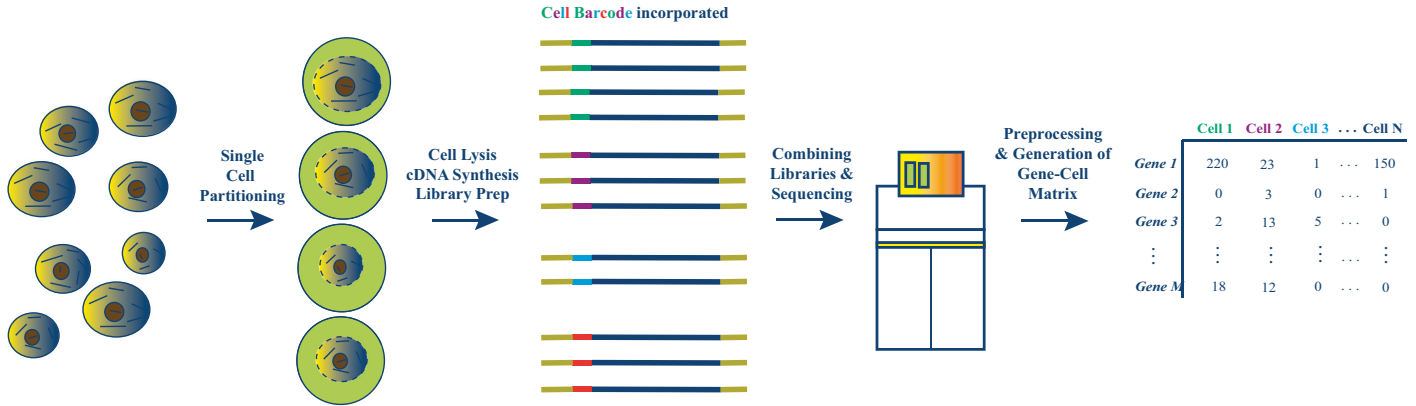 Cell Barcode incorporated
Single
Cell
Partitioning
Cell Lysis
cDNA Synthesis
Library Prep
Combining
Libraries &
Sequencing
Preprocessing
& Generation of
Gene-Cell
Matrix
Cell 1 Cell 2 Cell 3 ... Cell N
Gene 1 220 23 1 ... 150
Gene 2 0 3 0 ... 1
Gene 3 2 13 5 ... 0
⋮ ⋮ ⋮ ⋮ ... ⋮
Gene M 18 12 0 ... 0